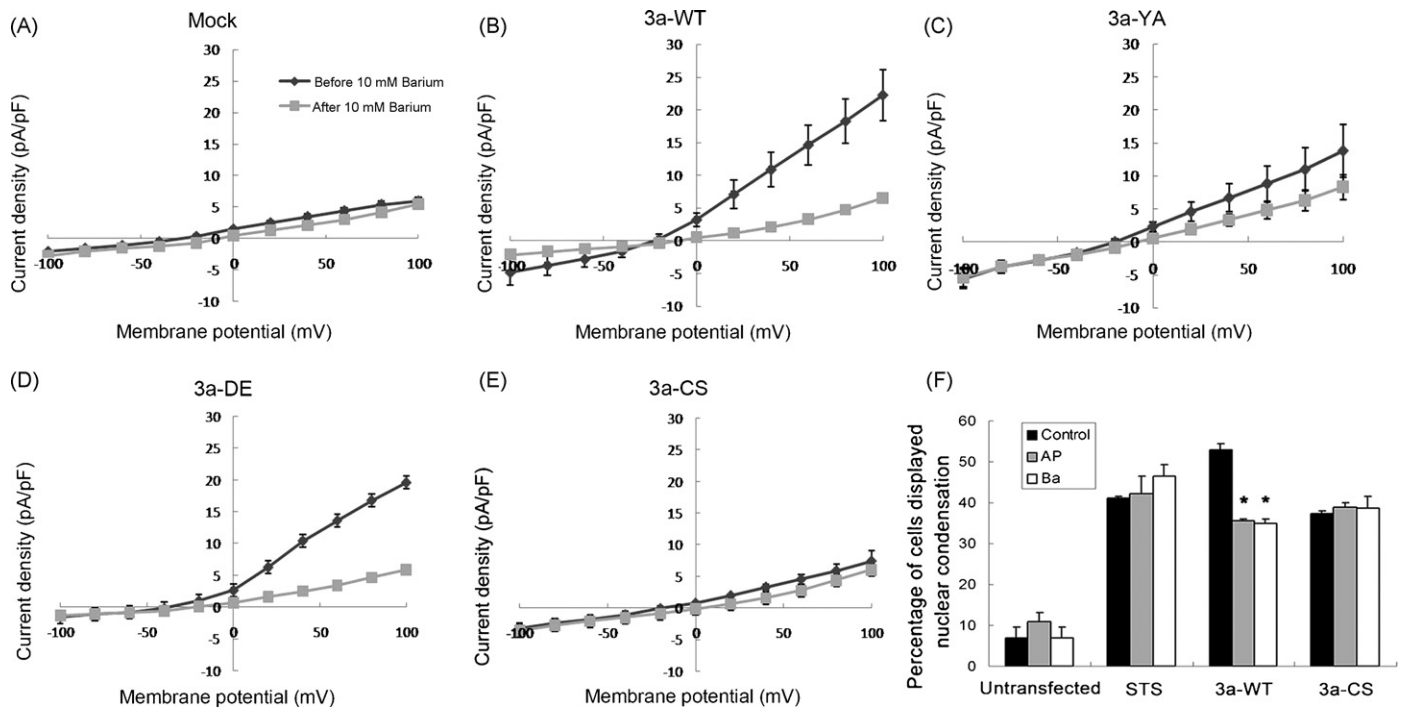 (A)
Mock
30
25
20
15
10
5
0
-5
-10
-100
-50
0
50
100
Before 10 mM Barium
After 10 mM Barium
Current density (pA/pF)
Membrane potential (mV)
(B)
3a-WT
30
25
20
15
10
5
0
-5
-10
-100
-50
0
50
100
Current density (pA/pF)
Membrane potential (mV)
(C)
3a-YA
30
25
20
15
10
5
0
-5
-10
-100
-50
0
50
100
Current density (pA/pF)
Membrane potential (mV)
(D)
3a-DE
30
25
20
15
10
5
0
-5
-10
-100
-50
0
50
100
Current density (pA/pF)
Membrane potential (mV)
(E)
3a-CS
30
25
20
15
10
5
0
-5
-10
-100
-50
0
50
100
Current density (pA/pF)
Membrane potential (mV)
(F)
Percentage of cells displayed
nuclear condensation
60
50
40
30
20
10
0
Control
AP
Ba
* *
Untransfected
STS
3a-WT
3a-CS